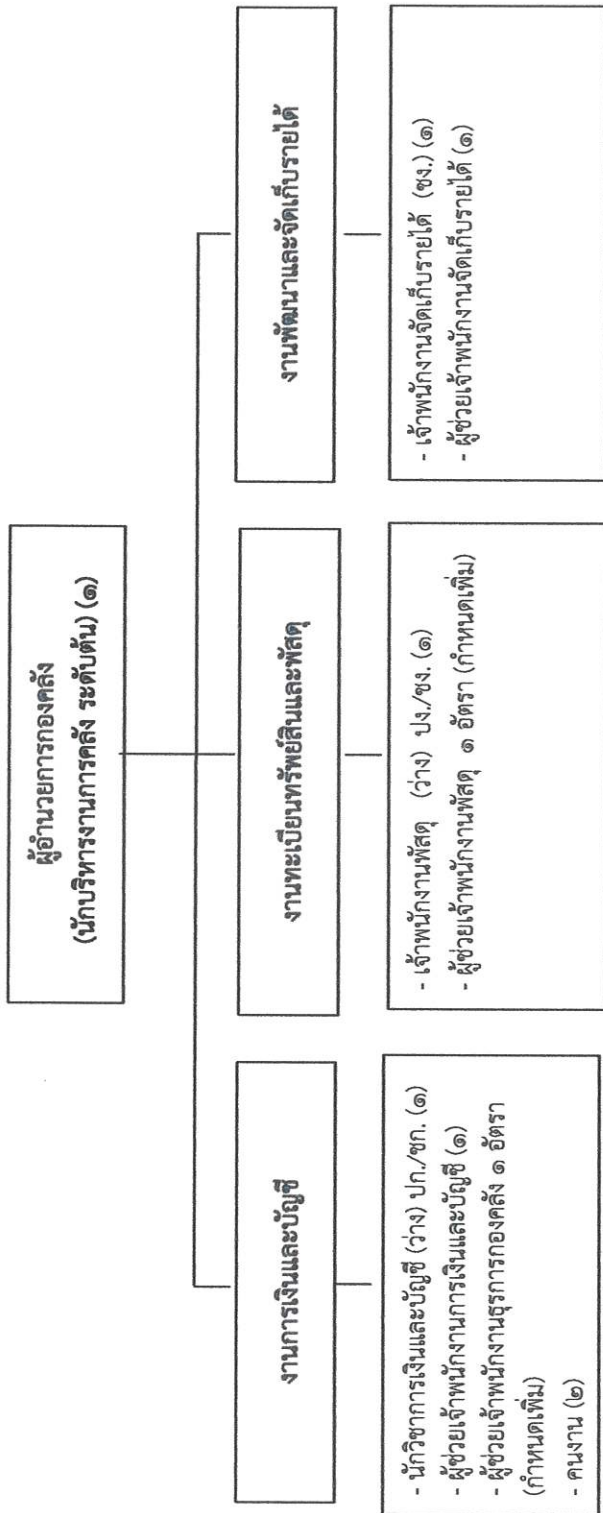 ผู้อำนวยการกองคลัง
(นักบริหารงานการคลัง ระดับต้น) (๑)
งานการเงินและบัญชี
- นักวิชาการเงินและบัญชี (ว่าง) ปก./ชก. (๑)
- ผู้ช่วยเจ้าพนักงานการเงินและบัญชี (๑)
- ผู้ช่วยเจ้าพนักงานธุรการกองคลัง ๑ อัตรา
(กำหนดเพิ่ม)
- คนงาน (๒)
งานทะเบียนทรัพย์สินและพัสดุ
- เจ้าพนักงานพัสดุ (ว่าง) ปง./ชง. (๑)
- ผู้ช่วยเจ้าพนักงานพัสดุ ๑ อัตรา (กำหนดเพิ่ม)
งานพัฒนาและจัดเก็บรายได้
- เจ้าพนักงานจัดเก็บรายได้ (ชง.) (๑)
- ผู้ช่วยเจ้าพนักงานจัดเก็บรายได้ (๑)